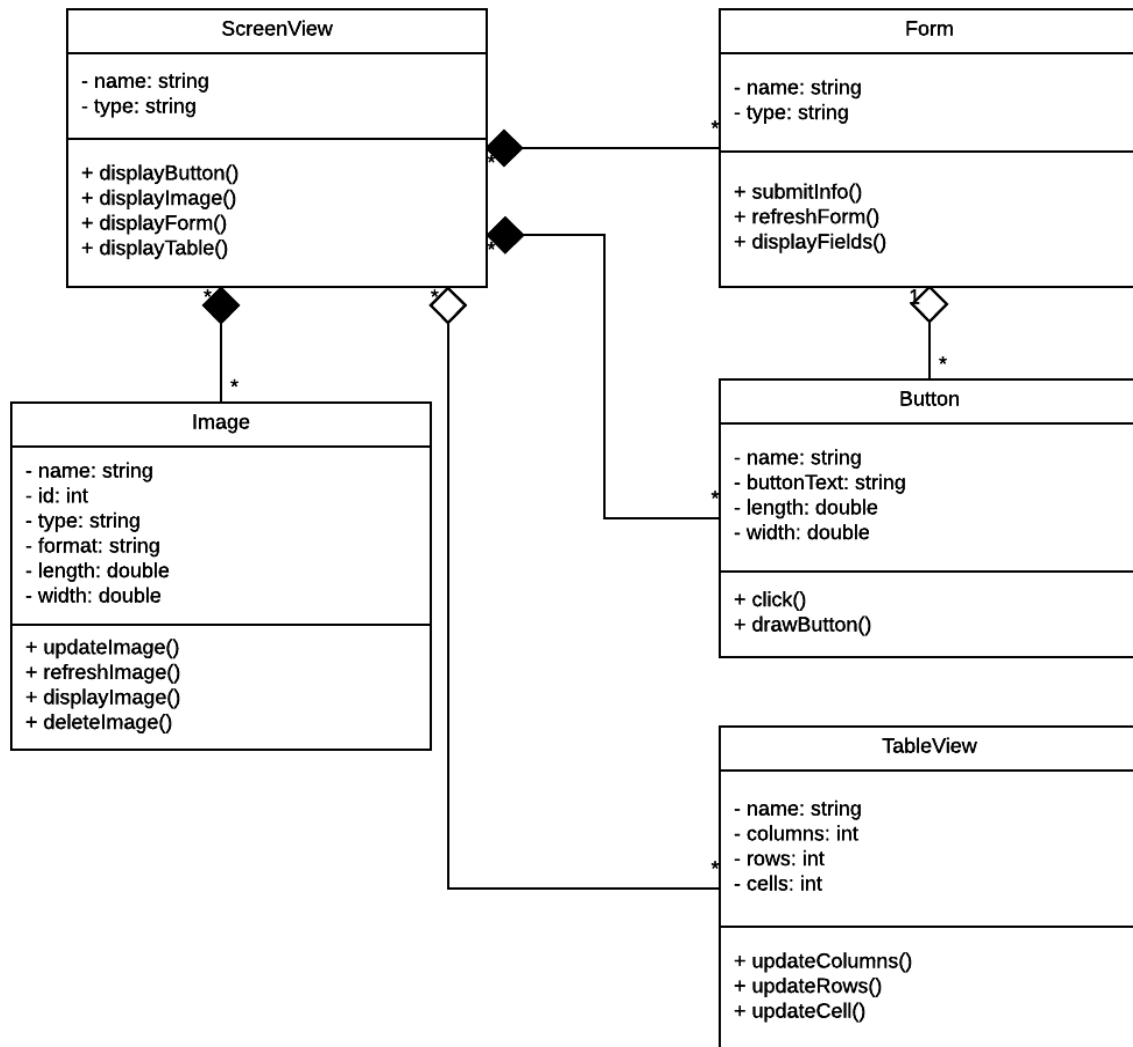 ScreenView
- name: string
- type: string
+ displayButton()
+ displayImage()
+ displayForm()
+ displayTable()
*
*
*
*
Form
- name: string
- type: string
*
+ submitInfo()
+ refreshForm()
+ displayFields()
1
*
Image
- name: string
- id: int
- type: string
- format: string
- length: double
- width: double
+ updateImage()
+ refreshImage()
+ displayImage()
+ deleteImage()
*
Button
- name: string
- buttonText: string
- length: double
- width: double
*
+ click()
+ drawButton()
TableView
- name: string
- columns: int
- rows: int
- cells: int
*
+ updateColumns()
+ updateRows()
+ updateCell()